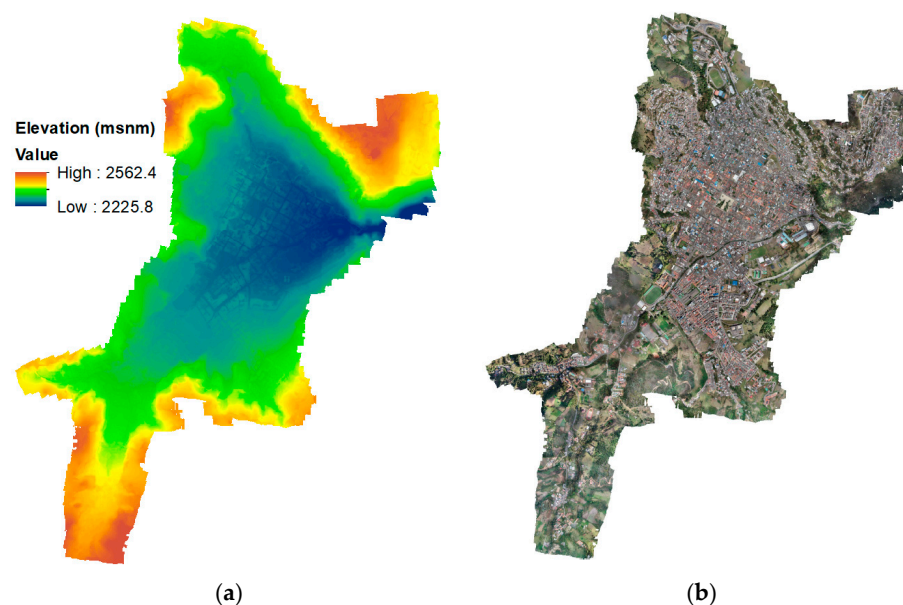 Elevation (msnm)
Value
High : 2562.4
Low : 2225.8
(a)
(b)